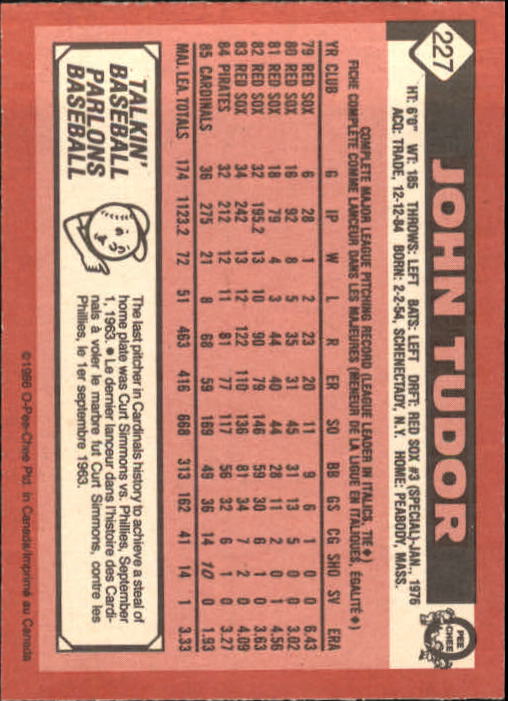 227
JOHN TUDOR
O
PEE
CHEE
HT: 6'0" WT: 185 THROWS: LEFT BATS: LEFT DRFT: RED SOX #3 (SPECIAL)-JAN., 1976
ACQ: TRADE, 12-12-84 BORN: 2-2-54, SCHENECTADY, N.Y. HOME: PEABODY, MASS.
COMPLETE MAJOR LEAGUE PITCHING RECORD (LEAGUE LEADER IN ITALICS, TIE♦)
FICHE COMPLÈTE COMME LANCEUR DANS LES MAJEURES (MENEUR DE LA LIGUE EN ITALIQUES, ÉGALITÉ♦)
YR CLUB G IP W L R ER SO BB GS CG SHO SV ERA
79 RED SOX 6 28 1 2 23 20 11 9 6 1 0 0 6.43
80 RED SOX 16 92 8 5 35 31 45 31 13 5 0 0 3.02
81 RED SOX 18 79 4 3 44 40 44 28 11 2 0 1 4.56
82 RED SOX 32 195.2 13 10 90 79 146 59 30 6 1 0 3.63
83 RED SOX 34 242 13 12 122 110 136 81 34 7 2 0 4.09
84 PIRATES 32 212 12 11 81 77 117 56 32 6 1 0 3.27
85 CARDINALS 36 275 21 8 68 59 169 49 36 14 10 0 1.93
MAJ. LEA. TOTALS 174 1123.2 72 51 463 416 668 313 162 41 14 1 3.33
TALKIN'
BASEBALL
PARLONS
BASEBALL
The last pitcher in Cardinals history to achieve a steal of
home plate was Curt Simmons vs. Phillies, September
1, 1963. ● Le dernier lanceur dans l'histoire des Cardi-
nals à voler le marbre fut Curt Simmons, contre les
Phillies, le 1er septembre 1963.
©1986 O-Pee-Chee Ptd. in Canada/Imprimé au Canada